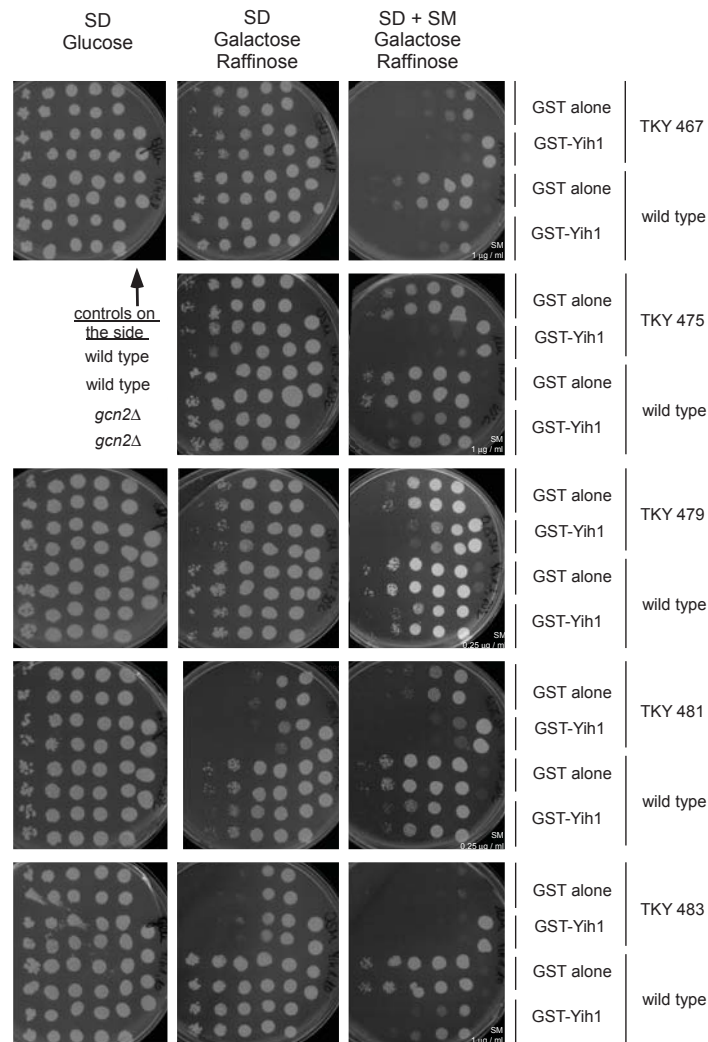 SD
Glucose
SD
Galactose
Raffinose
SD + SM
Galactose
Raffinose
GST alone
GST-Yih1
GST alone
GST-Yih1
TKY 467
wild type
SM
1 µg / ml
controls on
the side
wild type
wild type
gcn2Δ
gcn2Δ
GST alone
GST-Yih1
GST alone
GST-Yih1
TKY 475
wild type
SM
1 µg / ml
GST alone
GST-Yih1
GST alone
GST-Yih1
TKY 479
wild type
SM
0.25 µg / ml
GST alone
GST-Yih1
GST alone
GST-Yih1
TKY 481
wild type
SM
0.25 µg / ml
GST alone
GST-Yih1
GST alone
GST-Yih1
TKY 483
wild type
SM
1 µg / ml